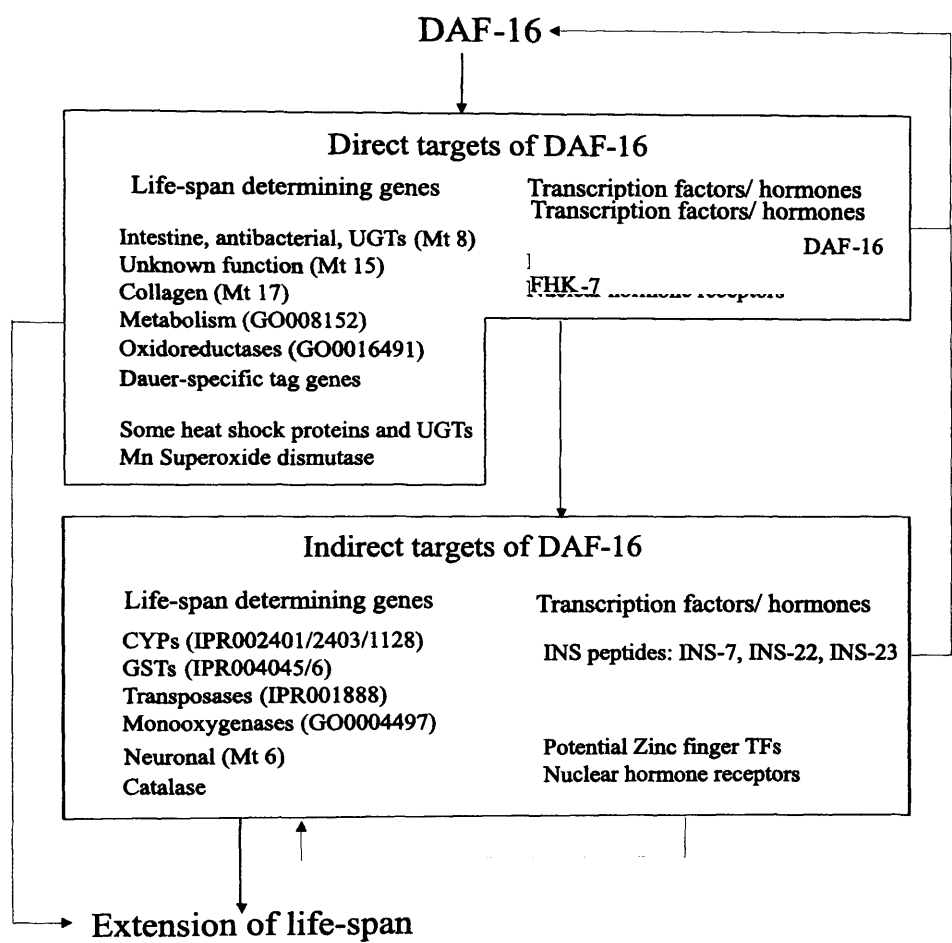 DAF-16
Direct targets of DAF-16
Life-span determining genes
Intestine, antibacterial, UGTs (Mt 8)
Unknown function (Mt 15)
Collagen (Mt 17)
Metabolism (GO008152)
Oxidoreductases (GO0016491)
Dauer-specific tag genes
Some heat shock proteins and UGTs
Mn Superoxide dismutase
Transcription factors/ hormones
Transcription factors/ hormones
DAF-16
FHK-7
hormone receptors
Indirect targets of DAF-16
Life-span determining genes
CYPs (IPR002401/2403/1128)
GSTs (IPR004045/6)
Transposases (IPR001888)
Monooxygenases (GO0004497)
Neuronal (Mt 6)
Catalase
Transcription factors/ hormones
INS peptides: INS-7, INS-22, INS-23
Potential Zinc finger TFs
Nuclear hormone receptors
Extension of life-span